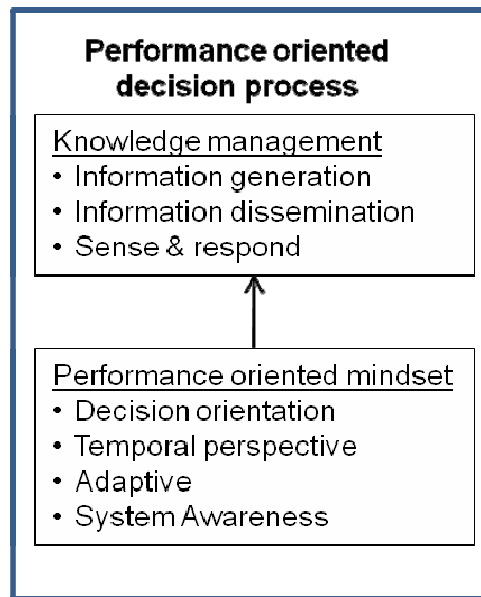 Performance oriented
decision process
Knowledge management
• Information generation
• Information dissemination
• Sense & respond
Performance oriented mindset
• Decision orientation
• Temporal perspective
• Adaptive
• System Awareness